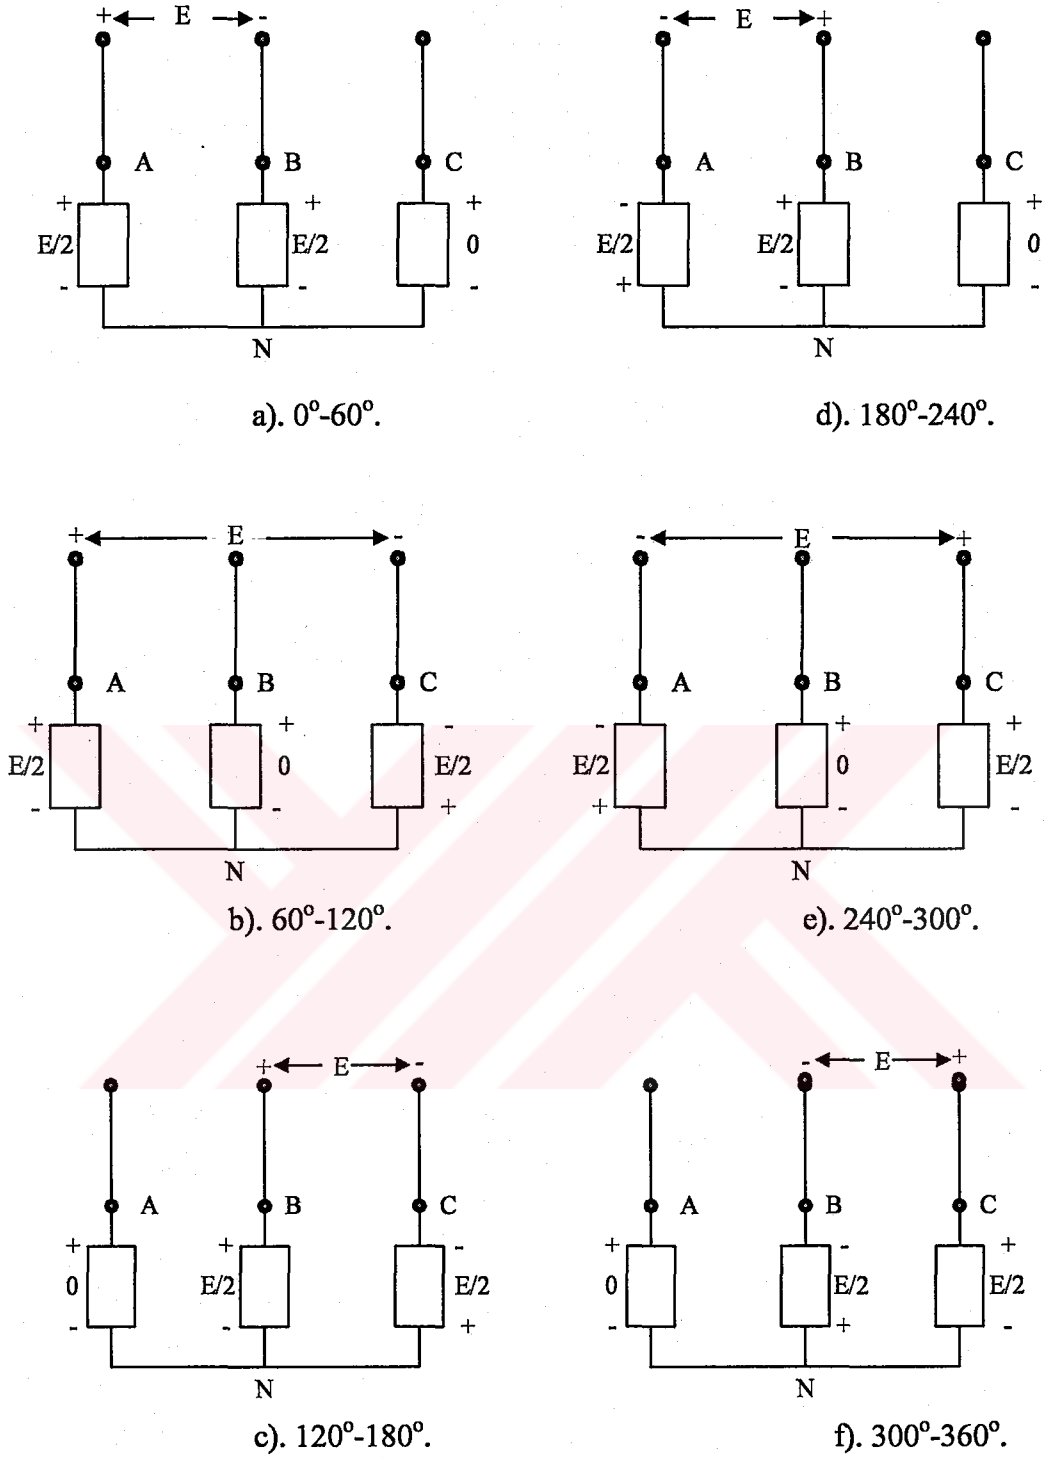 + E - - E +
A B C A B C
+ + + - + +
E/2 E/2 0 E/2 E/2 0
- - - + - -
N N
a). 0°-60°. d). 180°-240°.
+ E - - E +
A B C A B C
+ + - - + +
E/2 0 E/2 E/2 0 E/2
- - + + - -
N N
b). 60°-120°. e). 240°-300°.
+ E - - E +
A B C A B C
+ + - + - +
0 E/2 E/2 0 E/2 E/2
- - + - + -
N N
c). 120°-180°. f). 300°-360°.